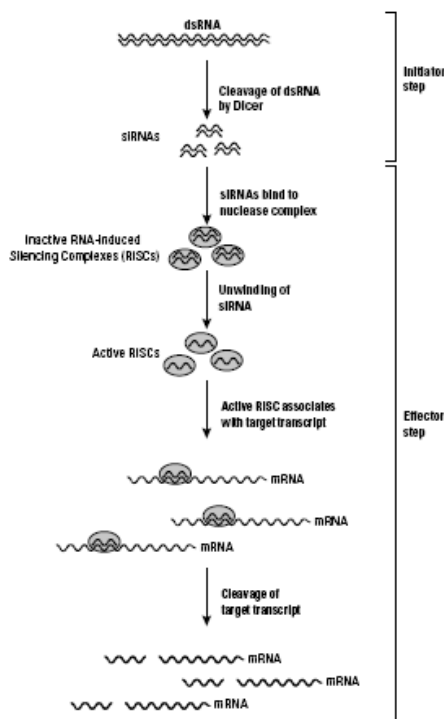 dsRNA
Cleavage of dsRNA
by Dicer
Initiator
step
siRNAs
siRNAs bind to
nuclease complex
Inactive RNA-Induced
Silencing Complexes (RISCs)
Unwinding of
siRNA
Active RISCs
Active RISC associates
with target transcript
Effector
step
mRNA
mRNA
mRNA
Cleavage of
target transcript
mRNA
mRNA
mRNA